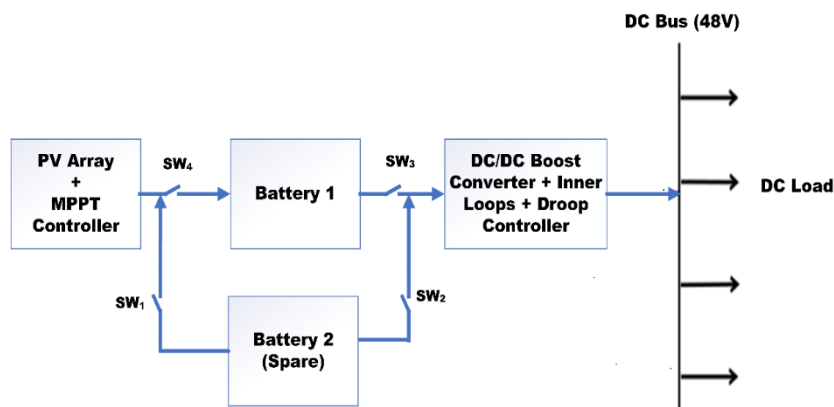 DC Bus (48V)
PV Array
+
MPPT
Controller
SW₄
Battery 1
SW₃
DC/DC Boost
Converter + Inner
Loops + Droop
Controller
DC Load
SW₁
Battery 2
(Spare)
SW₂